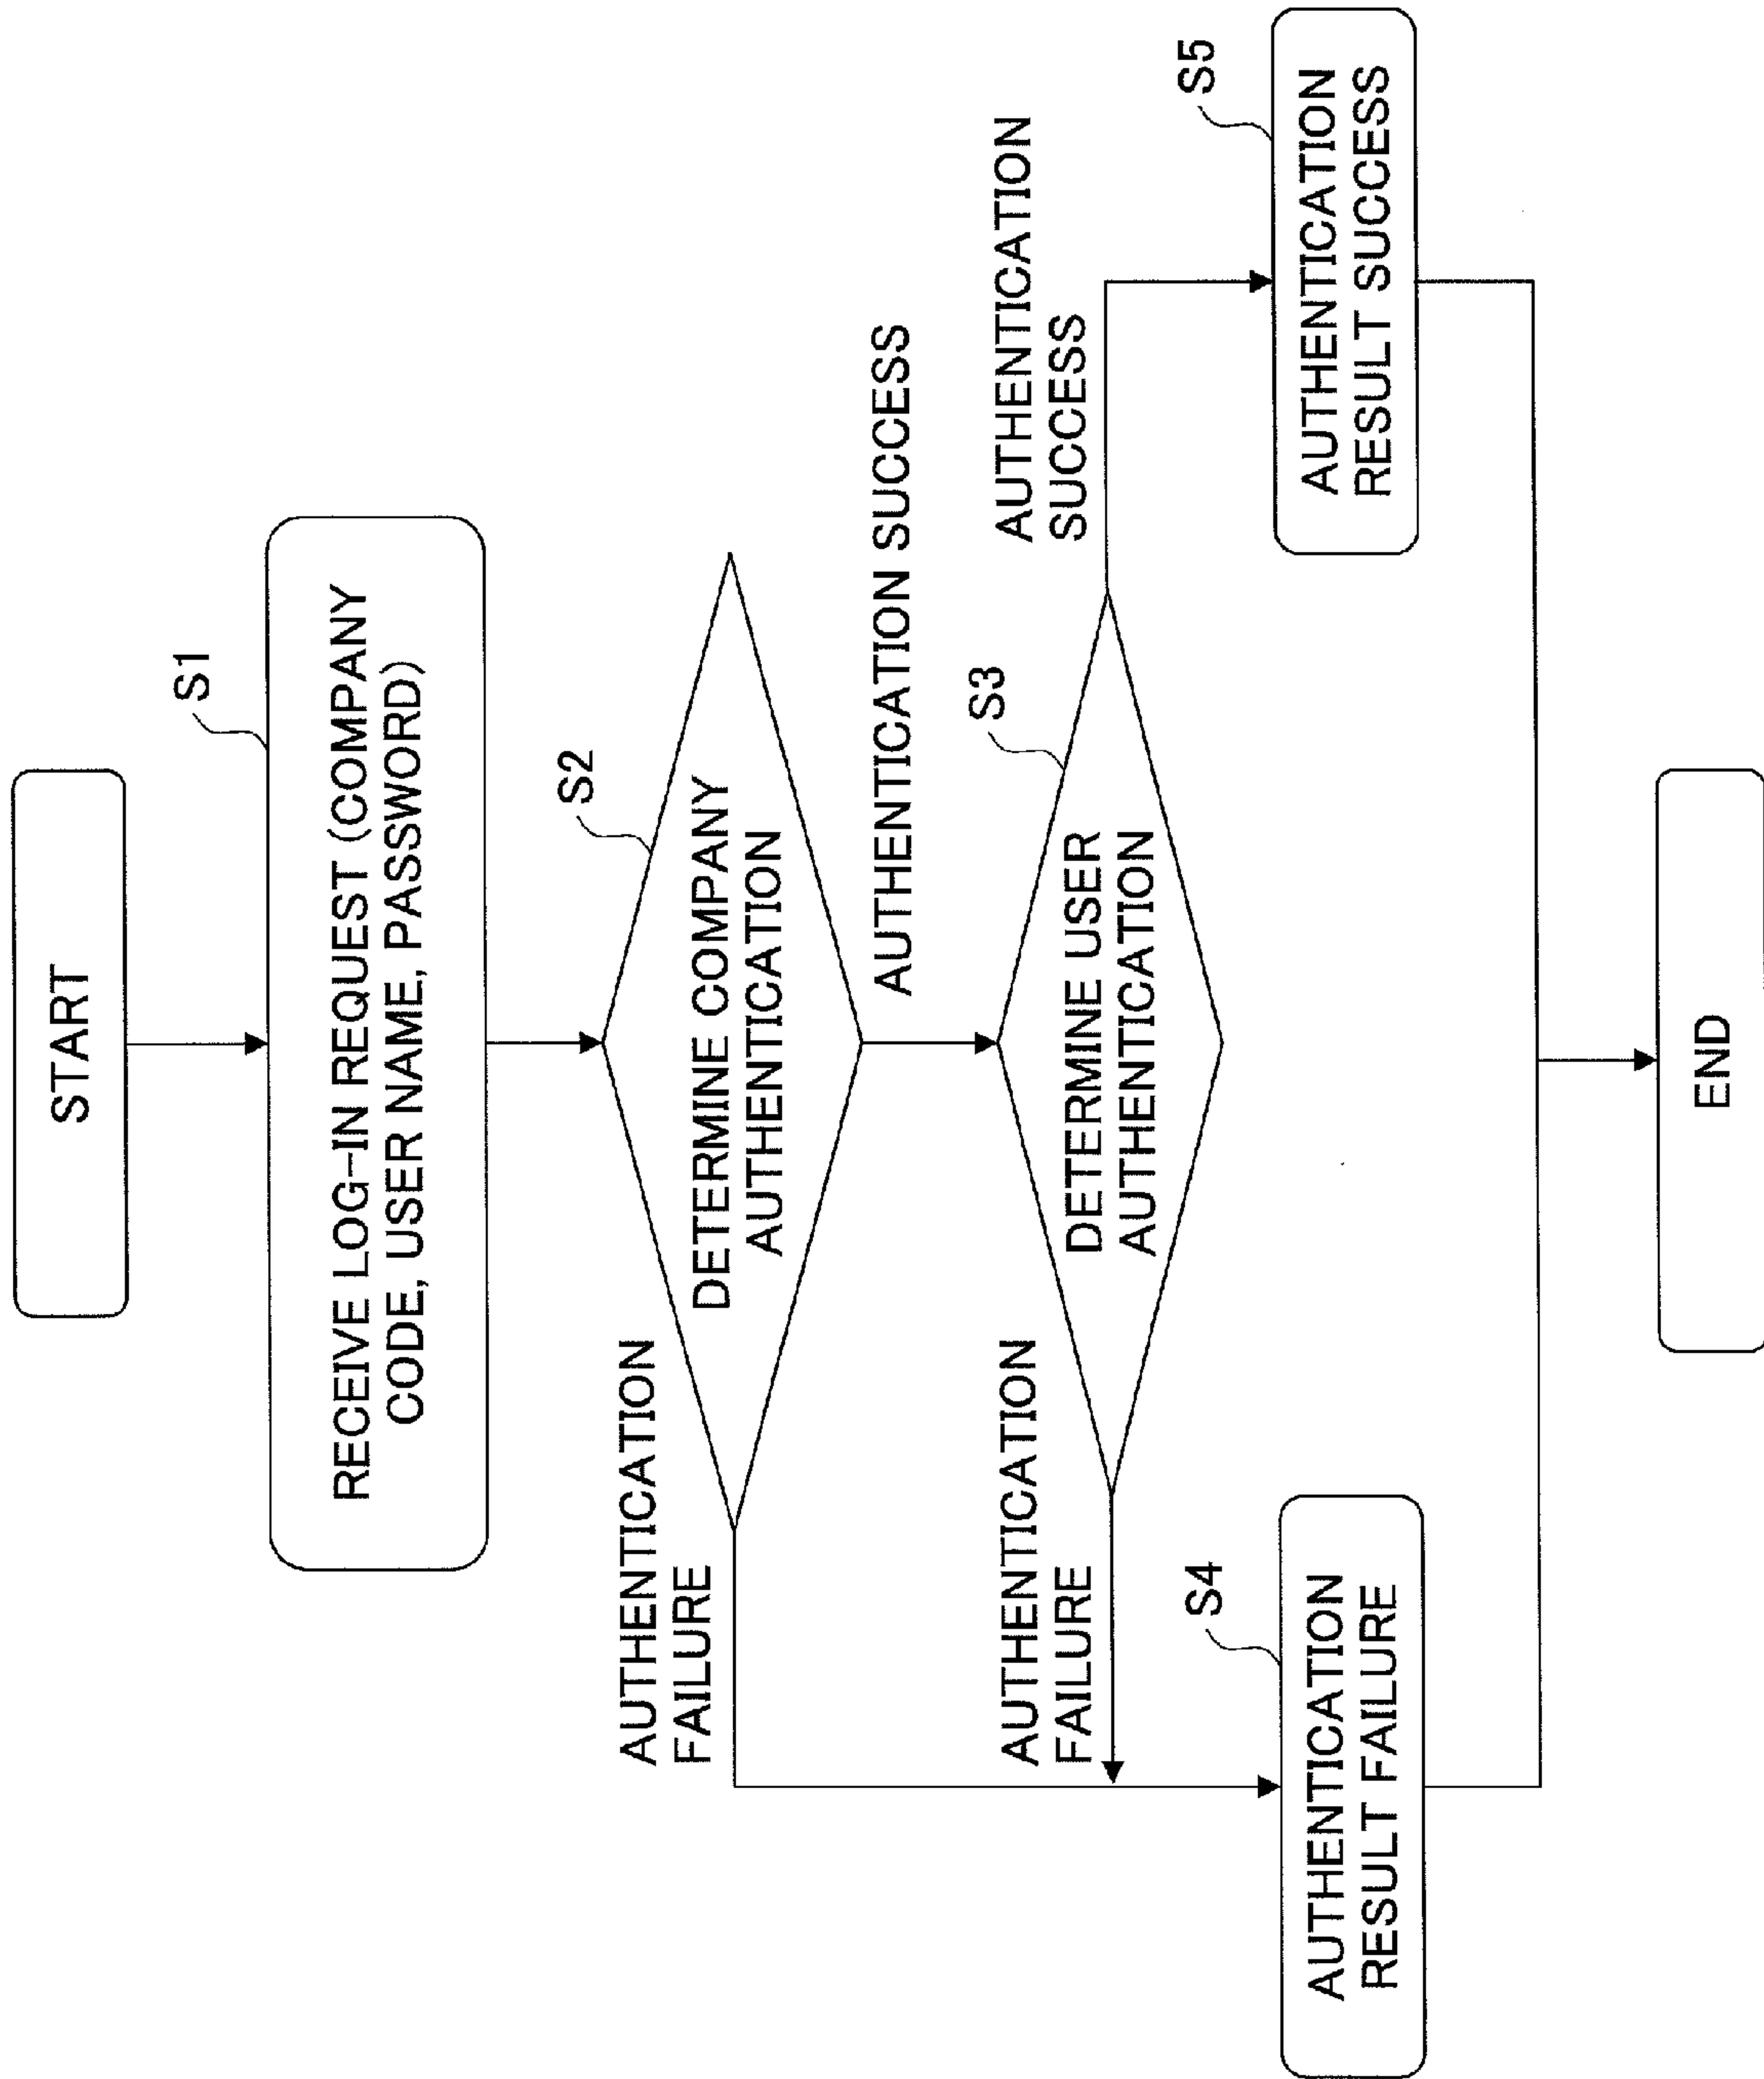 START
S1
RECEIVE LOG-IN REQUEST (COMPANY
CODE, USER NAME, PASSWORD)
S2
DETERMINE COMPANY
AUTHENTICATION
AUTHENTICATION
FAILURE
AUTHENTICATION SUCCESS
S3
DETERMINE USER
AUTHENTICATION
AUTHENTICATION
FAILURE
AUTHENTICATION
SUCCESS
S4
AUTHENTICATION
RESULT FAILURE
S5
AUTHENTICATION
RESULT SUCCESS
END